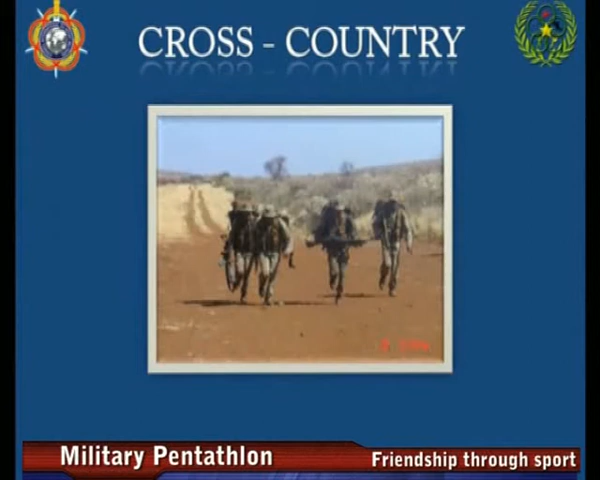 CROSS - COUNTRY
Military Pentathlon
Friendship through sport